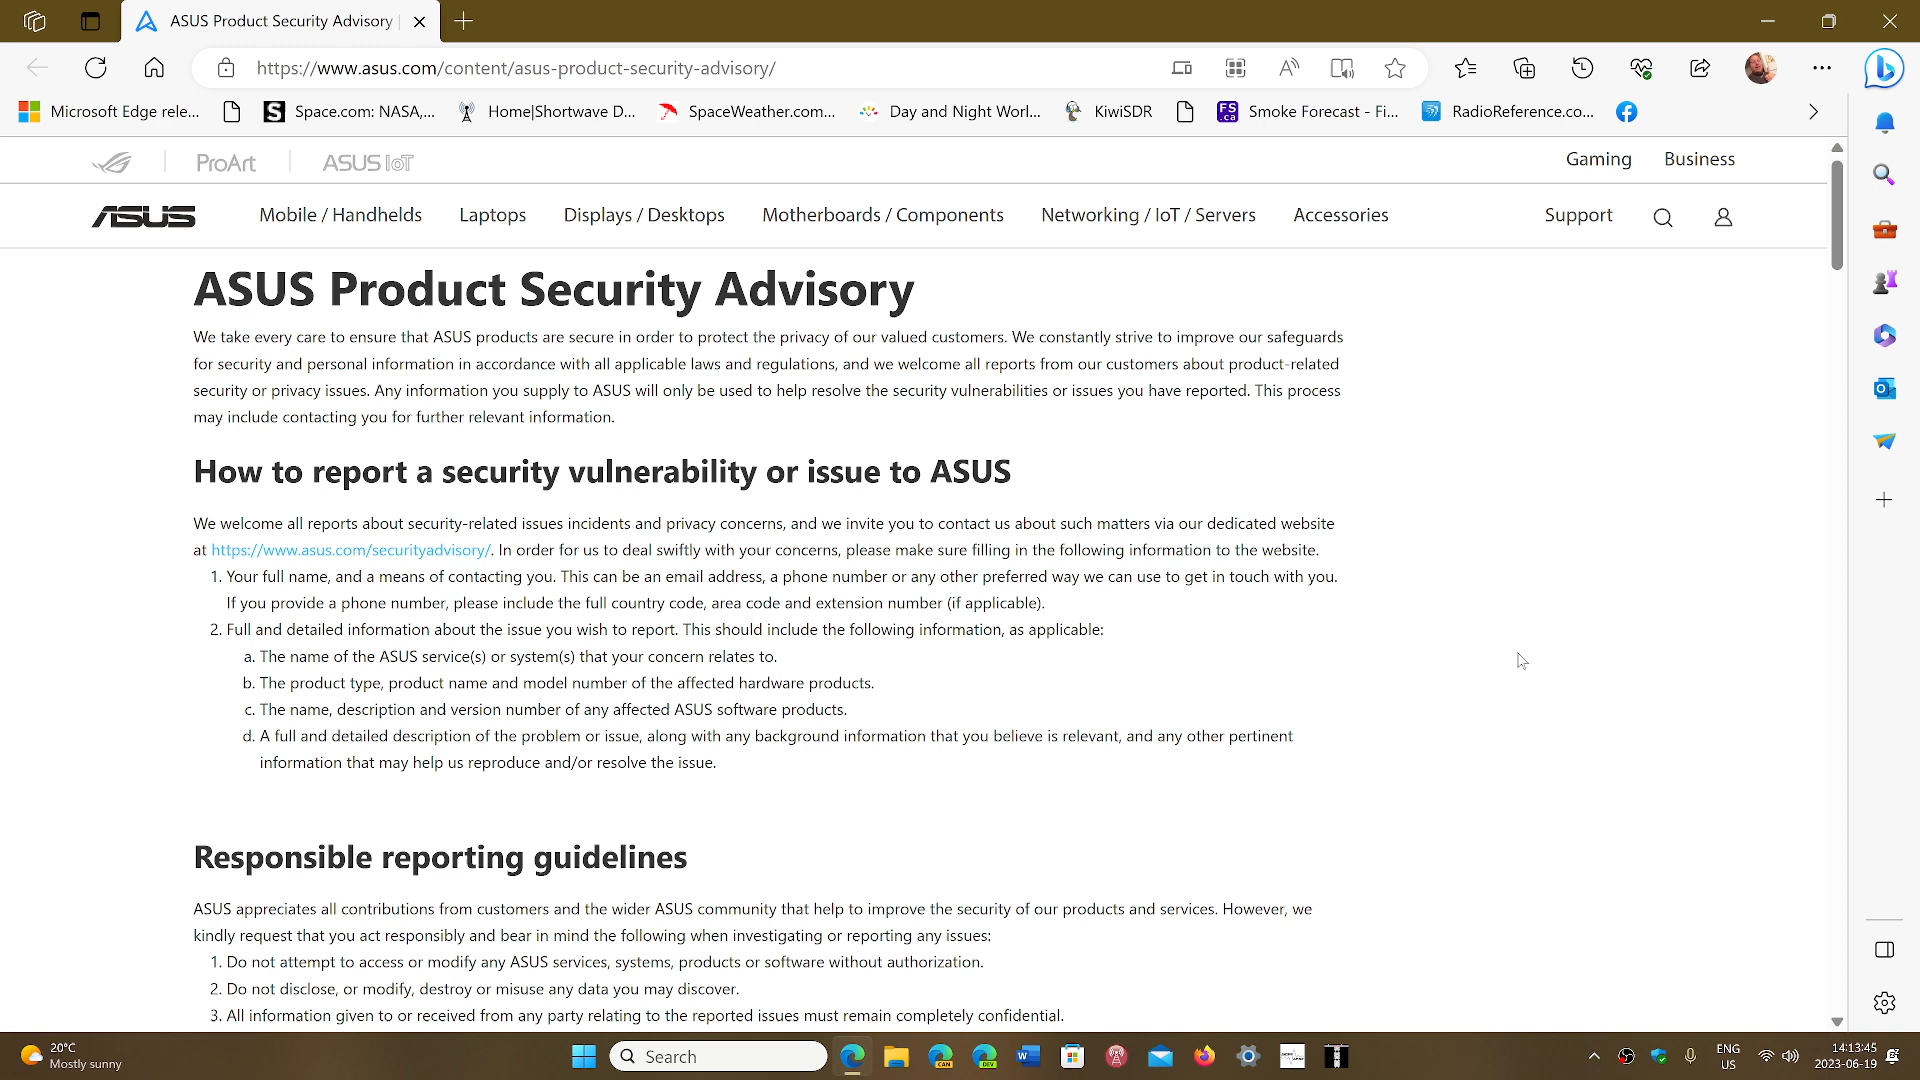 ASUS Product Security Advisory
https://www.asus.com/content/asus-product-security-advisory/
Microsoft Edge rele... Space.com: NASA,... Home|Shortwave D... SpaceWeather.com... Day and Night Worl... KiwiSDR FS.ca Smoke Forecast - Fi... RadioReference.co...
ProArt ASUS IoT Gaming Business
ASUS Mobile / Handhelds Laptops Displays / Desktops Motherboards / Components Networking / IoT / Servers Accessories Support
ASUS Product Security Advisory
We take every care to ensure that ASUS products are secure in order to protect the privacy of our valued customers. We constantly strive to improve our safeguards
for security and personal information in accordance with all applicable laws and regulations, and we welcome all reports from our customers about product-related
security or privacy issues. Any information you supply to ASUS will only be used to help resolve the security vulnerabilities or issues you have reported. This process
may include contacting you for further relevant information.
How to report a security vulnerability or issue to ASUS
We welcome all reports about security-related issues incidents and privacy concerns, and we invite you to contact us about such matters via our dedicated website
at https://www.asus.com/securityadvisory/. In order for us to deal swiftly with your concerns, please make sure filling in the following information to the website.
1. Your full name, and a means of contacting you. This can be an email address, a phone number or any other preferred way we can use to get in touch with you.
If you provide a phone number, please include the full country code, area code and extension number (if applicable).
2. Full and detailed information about the issue you wish to report. This should include the following information, as applicable:
a. The name of the ASUS service(s) or system(s) that your concern relates to.
b. The product type, product name and model number of the affected hardware products.
c. The name, description and version number of any affected ASUS software products.
d. A full and detailed description of the problem or issue, along with any background information that you believe is relevant, and any other pertinent
information that may help us reproduce and/or resolve the issue.
Responsible reporting guidelines
ASUS appreciates all contributions from customers and the wider ASUS community that help to improve the security of our products and services. However, we
kindly request that you act responsibly and bear in mind the following when investigating or reporting any issues:
1. Do not attempt to access or modify any ASUS services, systems, products or software without authorization.
2. Do not disclose, or modify, destroy or misuse any data you may discover.
3. All information given to or received from any party relating to the reported issues must remain completely confidential.
20°C
Mostly sunny
Search
CAN
DEV
ENG
US
14:13:45
2023-06-19